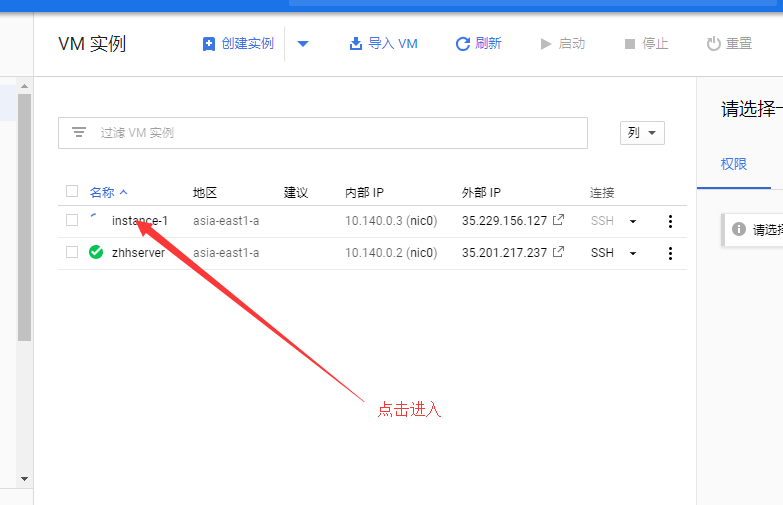 VM 实例 创建实例 导入 VM 刷新 启动 停止 重置
请选择一
过滤 VM 实例 列
权限
名称 地区 建议 内部 IP 外部 IP 连接
instance-1 asia-east1-a 10.140.0.3 (nic0) 35.229.156.127 SSH
请选择
zhhserver asia-east1-a 10.140.0.2 (nic0) 35.201.217.237 SSH
点击进入